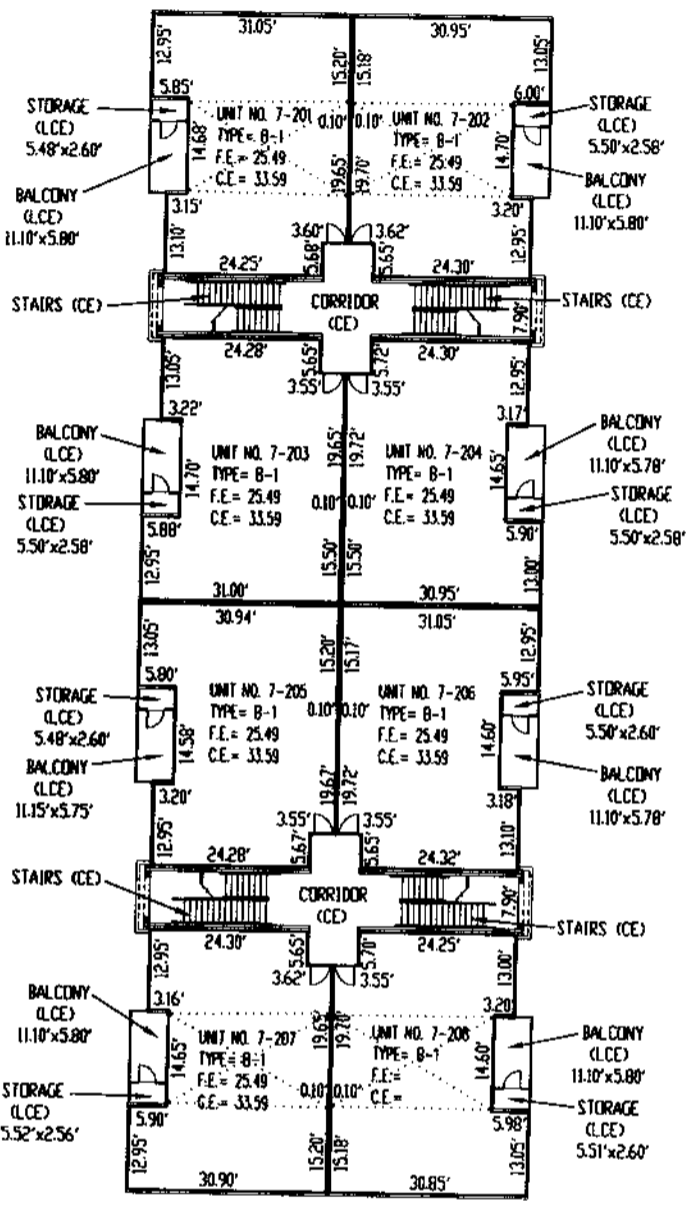 31.05' 30.95'
12.95' 15.20' 15.18' 13.05'
5.85' 6.00'
STORAGE
(LCE)
5.48'x2.60'
UNIT NO. 7-201
TYPE= B-1
F.E.= 25.49
C.E.= 33.59
0.10' 0.10'
UNIT NO. 7-202
TYPE= B-1
F.E.= 25.49
C.E.= 33.59
STORAGE
(LCE)
5.50'x2.58'
14.68' 19.65' 19.70' 14.70'
BALCONY
(LCE)
11.10'x5.80'
BALCONY
(LCE)
11.10'x5.80'
3.15' 3.20'
13.10' 3.60' 3.62' 12.95'
5.68' 5.65'
24.25' 24.30'
STAIRS (CE)
CORRIDOR
(CE)
STAIRS (CE)
7.90'
24.28' 24.30'
5.65' 5.72'
13.05' 3.55' 3.55' 12.95'
3.22' 3.17'
BALCONY
(LCE)
11.10'x5.80'
UNIT NO. 7-203
TYPE= B-1
F.E.= 25.49
C.E.= 33.59
19.65' 19.72'
UNIT NO. 7-204
TYPE= B-1
F.E.= 25.49
C.E.= 33.59
BALCONY
(LCE)
11.10'x5.78'
14.70' 0.10' 0.10' 14.65'
STORAGE
(LCE)
5.50'x2.58'
STORAGE
(LCE)
5.50'x2.58'
5.88' 5.90'
12.95' 15.50' 15.50' 13.00'
31.00' 30.95'
30.94' 31.05'
13.05' 15.20' 15.17' 12.95'
5.80' 5.95'
STORAGE
(LCE)
5.48'x2.60'
UNIT NO. 7-205
TYPE= B-1
F.E.= 25.49
C.E.= 33.59
0.10' 0.10'
UNIT NO. 7-206
TYPE= B-1
F.E.= 25.49
C.E.= 33.59
STORAGE
(LCE)
5.50'x2.60'
14.58' 14.60'
BALCONY
(LCE)
11.15'x5.75'
BALCONY
(LCE)
11.10'x5.78'
19.67' 19.72'
3.20' 3.18'
12.95' 3.55' 3.55' 13.10'
5.67' 5.65'
24.28' 24.32'
STAIRS (CE)
CORRIDOR
(CE)
7.90'
STAIRS (CE)
24.30' 24.25'
5.65' 5.70'
12.95' 3.62' 3.55' 13.00'
3.16' 3.20'
BALCONY
(LCE)
11.10'x5.80'
UNIT NO. 7-207
TYPE= B-1
F.E.= 25.49
C.E.= 33.59
19.65' 19.70'
UNIT NO. 7-208
TYPE= B-1
F.E.=
C.E.=
BALCONY
(LCE)
11.10'x5.80'
14.65' 0.10' 0.10' 14.60'
STORAGE
(LCE)
5.52'x2.56'
STORAGE
(LCE)
5.51'x2.60'
5.90' 5.98'
12.95' 15.20' 15.18' 13.05'
30.90' 30.85'